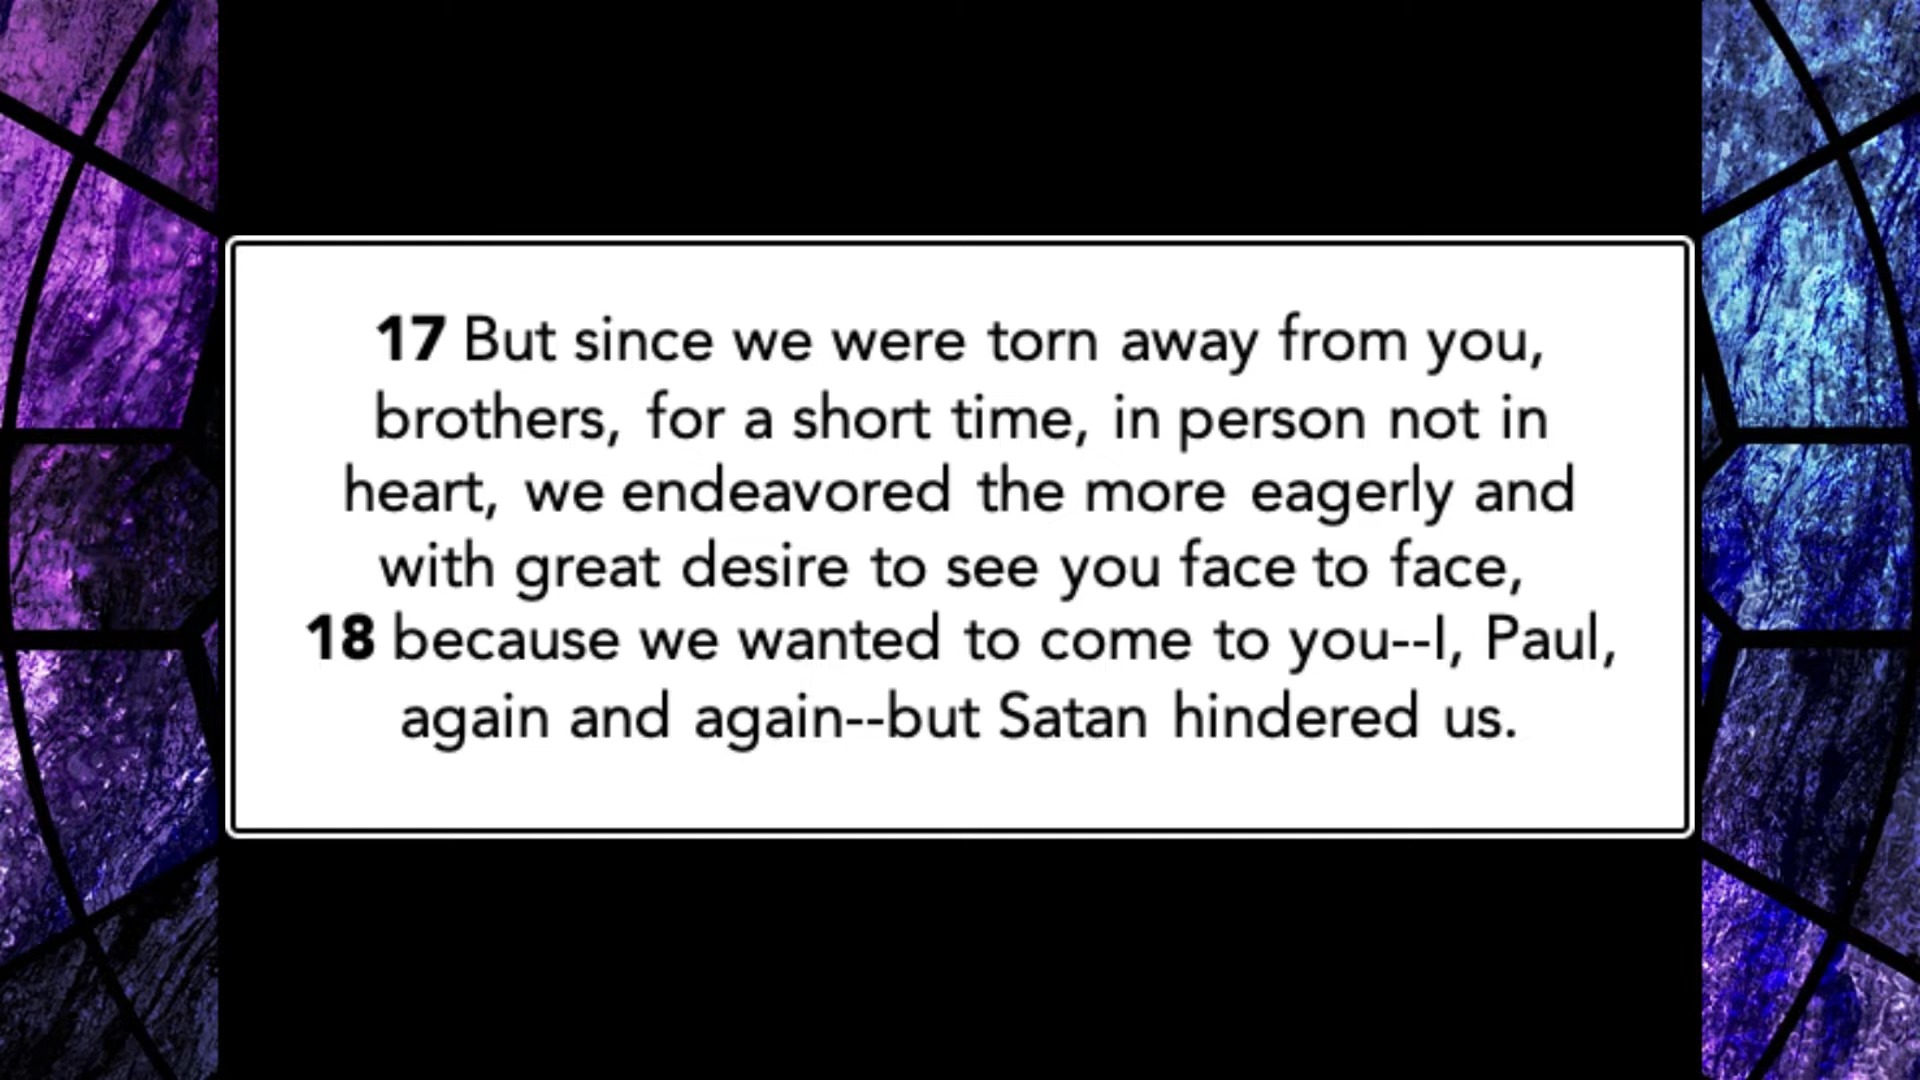 17 But since we were torn away from you,
brothers, for a short time, in person not in
heart, we endeavored the more eagerly and
with great desire to see you face to face,
18 because we wanted to come to you--I, Paul,
again and again--but Satan hindered us.